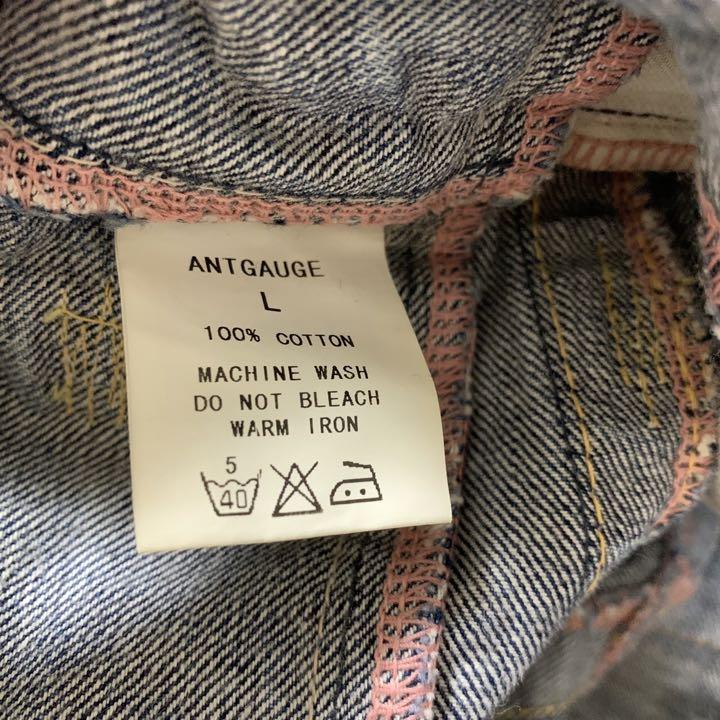 ANTGAUGE
L
100% COTTON
MACHINE WASH
DO NOT BLEACH
WARM IRON
5
40